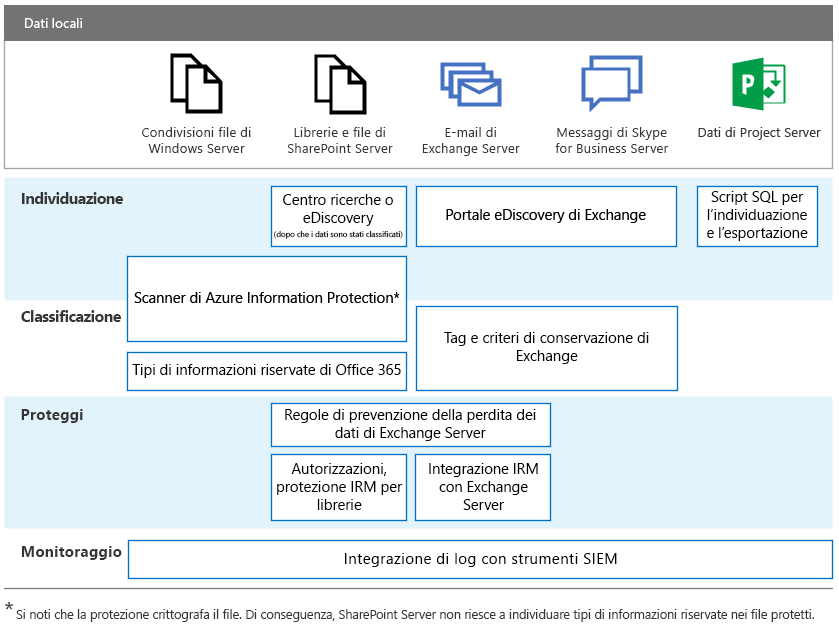 Dati locali
Condivisioni file di
Windows Server
Librerie e file di
SharePoint Server
E-mail di
Exchange Server
Messaggi di Skype
for Business Server
Dati di Project Server
Individuazione
Centro ricerche o
eDiscovery
(dopo che i dati sono stati classificati)
Portale eDiscovery di Exchange
Script SQL per
l'individuazione
e l'esportazione
Scanner di Azure Information Protection*
Classificazione
Tag e criteri di conservazione di
Exchange
Tipi di informazioni riservate di Office 365
Proteggi
Regole di prevenzione della perdita dei
dati di Exchange Server
Autorizzazioni,
protezione IRM per
librerie
Integrazione IRM
con Exchange
Server
Monitoraggio
Integrazione di log con strumenti SIEM
* Si noti che la protezione crittografa il file. Di conseguenza, SharePoint Server non riesce a individuare tipi di informazioni riservate nei file protetti.